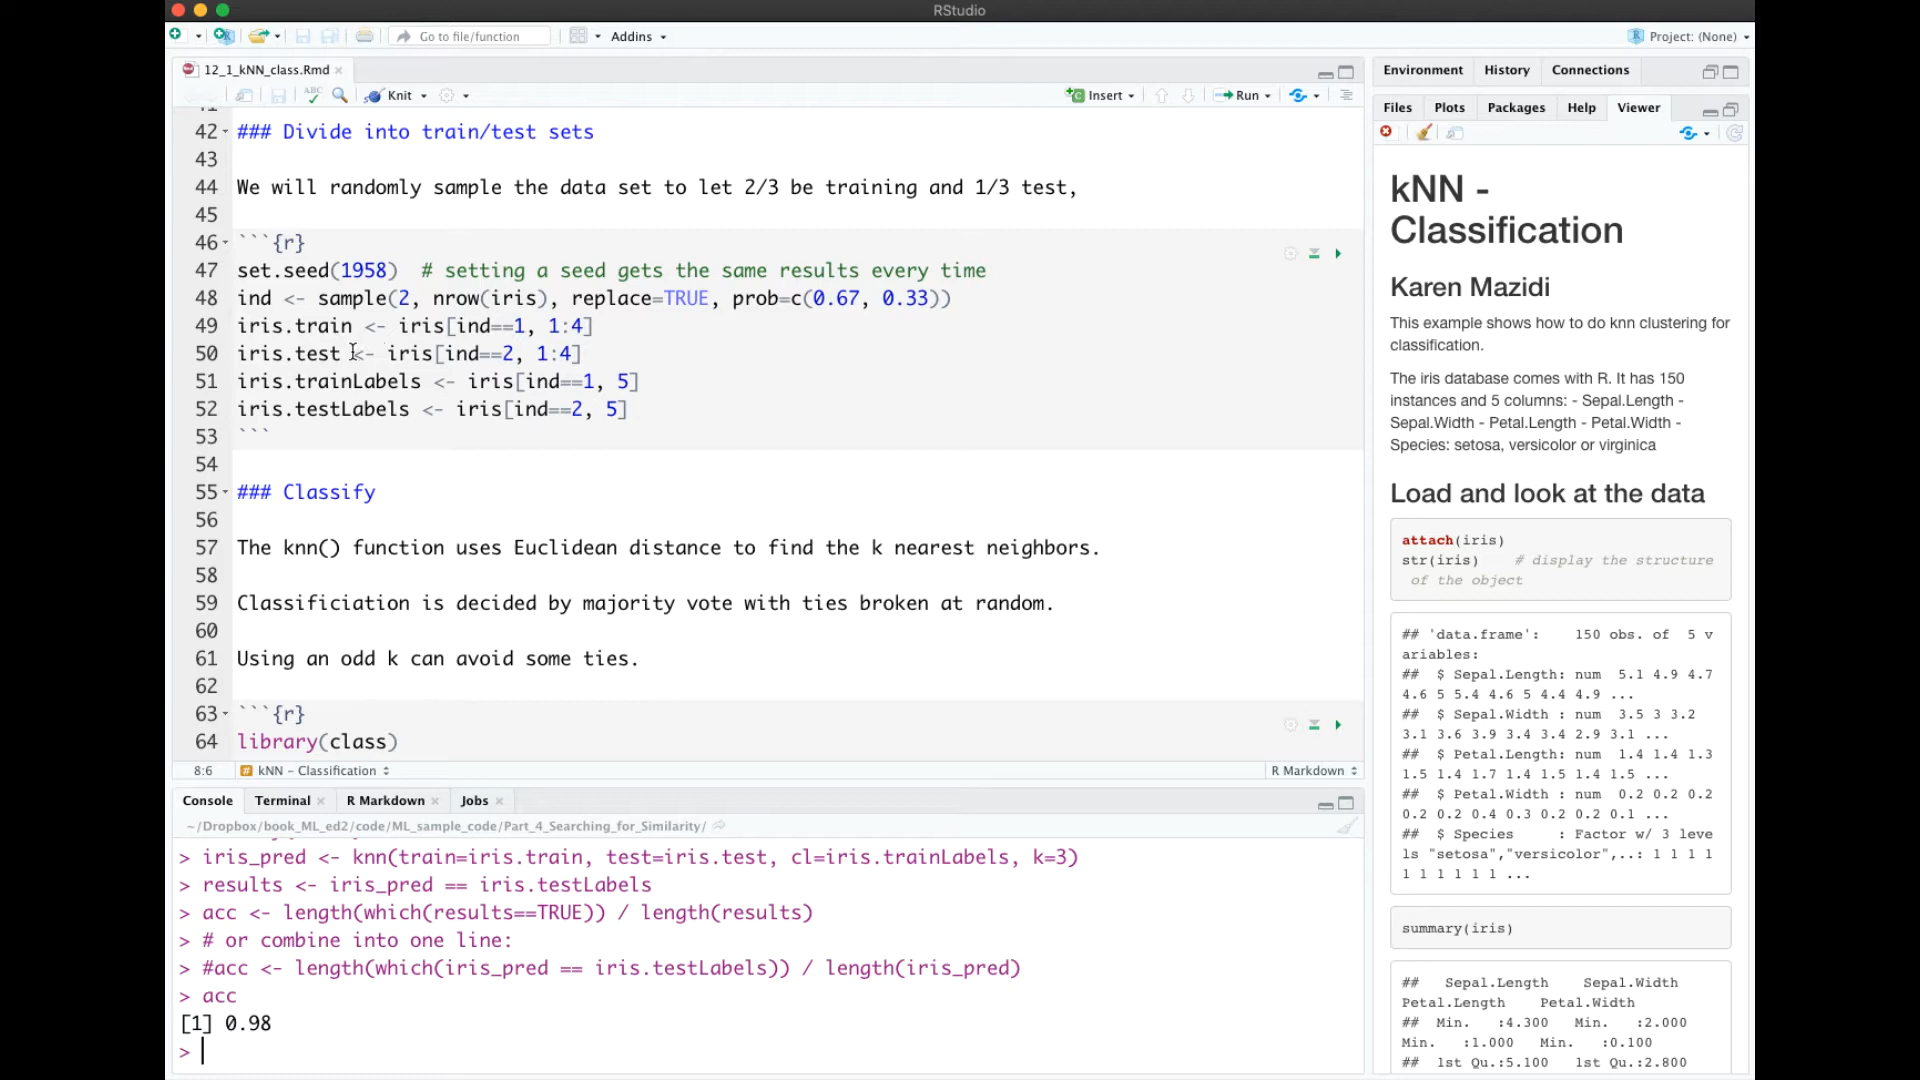 RStudio
Go to file/function
Addins
Project: (None)
12_1_kNN_class.Rmd
ABC
Knit
Insert
Run
42 ### Divide into train/test sets
43
44 We will randomly sample the data set to let 2/3 be training and 1/3 test,
45
46 ```{r}
47 set.seed(1958)  # setting a seed gets the same results every time
48 ind <- sample(2, nrow(iris), replace=TRUE, prob=c(0.67, 0.33))
49 iris.train <- iris[ind==1, 1:4]
50 iris.test <- iris[ind==2, 1:4]
51 iris.trainLabels <- iris[ind==1, 5]
52 iris.testLabels <- iris[ind==2, 5]
53 ```
54
55 ### Classify
56
57 The knn() function uses Euclidean distance to find the k nearest neighbors.
58
59 Classificiation is decided by majority vote with ties broken at random.
60
61 Using an odd k can avoid some ties.
62
63 ```{r}
64 library(class)
8:6
# kNN - Classification
R Markdown
Console
Terminal
R Markdown
Jobs
~/Dropbox/book_ML_ed2/code/ML_sample_code/Part_4_Searching_for_Similarity/
> iris_pred <- knn(train=iris.train, test=iris.test, cl=iris.trainLabels, k=3)
> results <- iris_pred == iris.testLabels
> acc <- length(which(results==TRUE)) / length(results)
> # or combine into one line:
> #acc <- length(which(iris_pred == iris.testLabels)) / length(iris_pred)
> acc
[1] 0.98
>
Environment
History
Connections
Files
Plots
Packages
Help
Viewer
kNN -
Classification
Karen Mazidi
This example shows how to do knn clustering for
classification.
The iris database comes with R. It has 150
instances and 5 columns: - Sepal.Length -
Sepal.Width - Petal.Length - Petal.Width -
Species: setosa, versicolor or virginica
Load and look at the data
attach(iris)
str(iris)    # display the structure
of the object
## 'data.frame':    150 obs. of  5 v
ariables:
##  $ Sepal.Length: num  5.1 4.9 4.7
4.6 5 5.4 4.6 5 4.4 4.9 ...
##  $ Sepal.Width : num  3.5 3 3.2
3.1 3.6 3.9 3.4 3.4 2.9 3.1 ...
##  $ Petal.Length: num  1.4 1.4 1.3
1.5 1.4 1.7 1.4 1.5 1.4 1.5 ...
##  $ Petal.Width : num  0.2 0.2 0.2
0.2 0.2 0.4 0.3 0.2 0.2 0.1 ...
##  $ Species     : Factor w/ 3 leve
ls "setosa","versicolor",..: 1 1 1 1
1 1 1 1 1 1 ...
summary(iris)
##   Sepal.Length    Sepal.Width
Petal.Length    Petal.Width
##  Min.   :4.300   Min.   :2.000
Min.   :1.000   Min.   :0.100
##  1st Qu.:5.100   1st Qu.:2.800